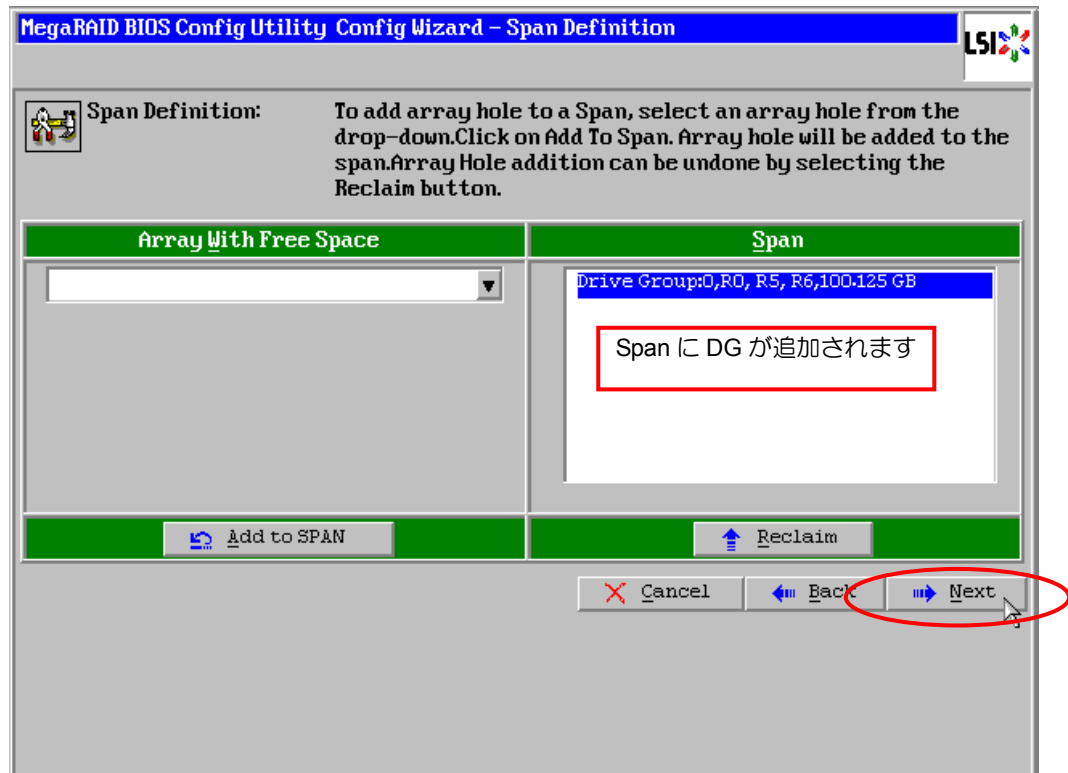 MegaRAID BIOS Config Utility Config Wizard – Span Definition
LSI
Span Definition:
To add array hole to a Span, select an array hole from the
drop-down.Click on Add To Span. Array hole will be added to the
span.Array Hole addition can be undone by selecting the
Reclaim button.
Array With Free Space
Span
Drive Group:0,R0, R5, R6,100.125 GB
Span に DG が追加されます
Add to SPAN
Reclaim
Cancel
Back
Next